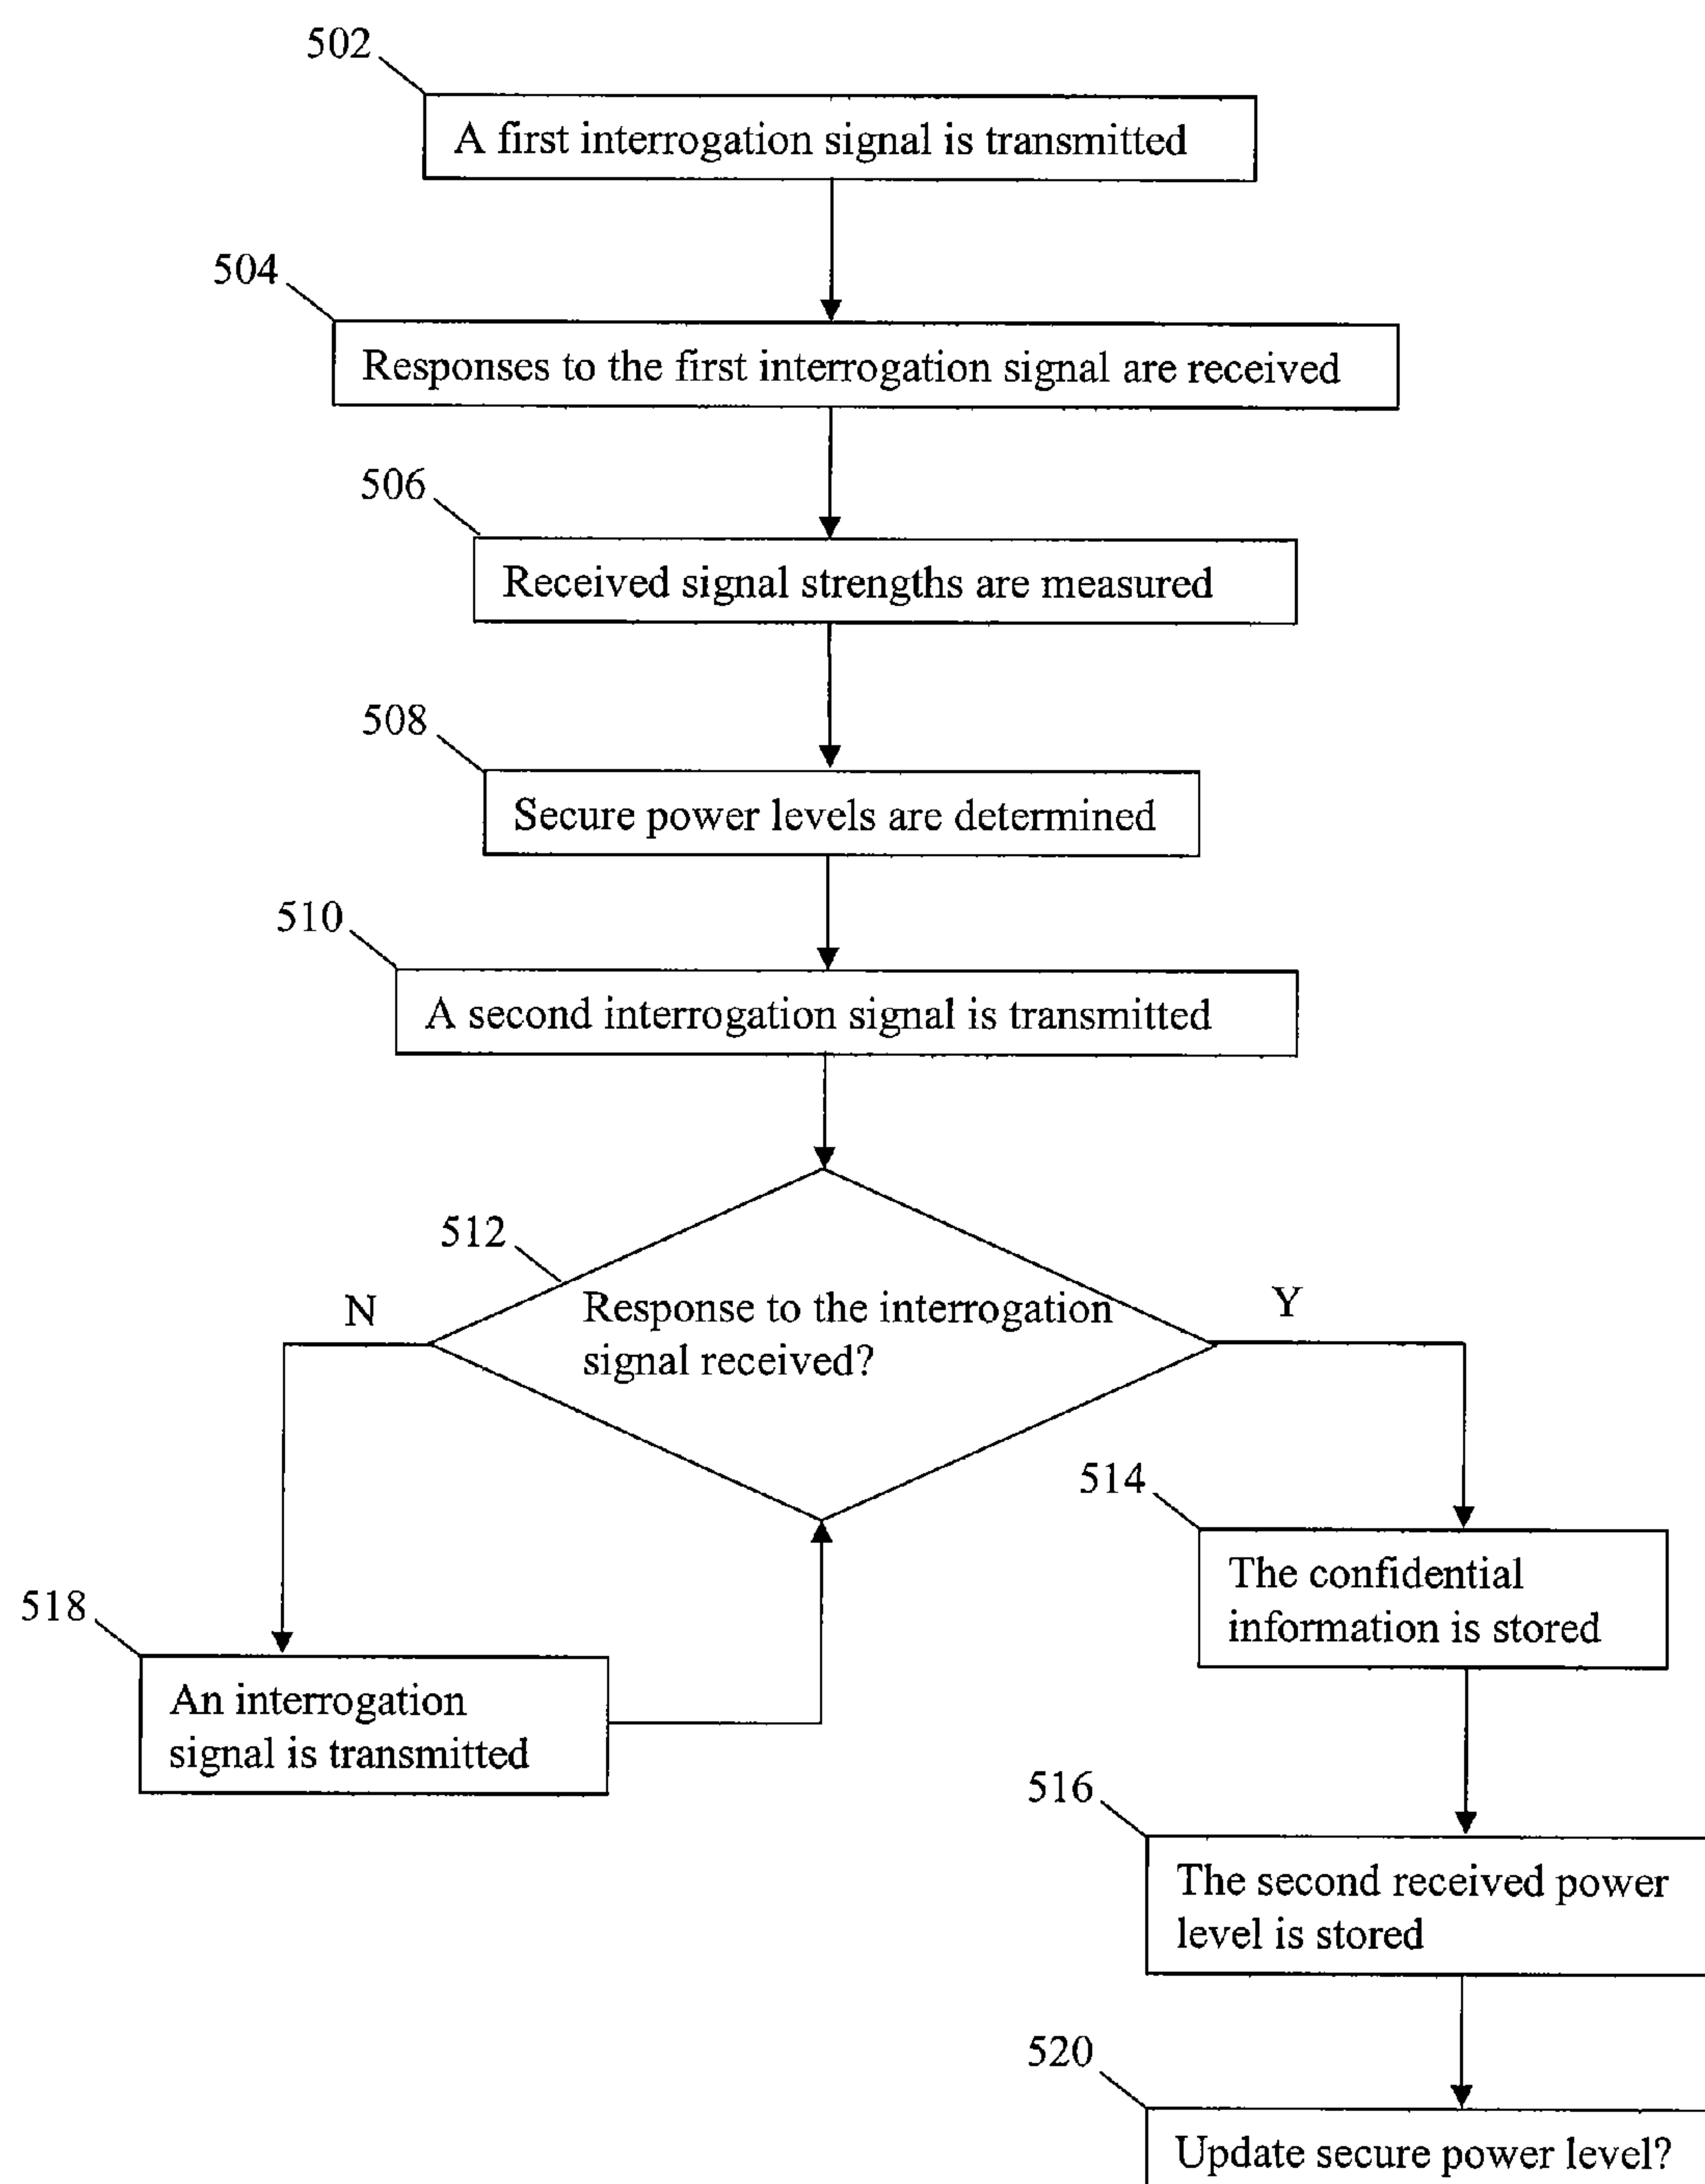 502
A first interrogation signal is transmitted
504
Responses to the first interrogation signal are received
506
Received signal strengths are measured
508
Secure power levels are determined
510
A second interrogation signal is transmitted
512
N
Response to the interrogation
signal received?
Y
514
The confidential
information is stored
518
An interrogation
signal is transmitted
516
The second received power
level is stored
520
Update secure power level?